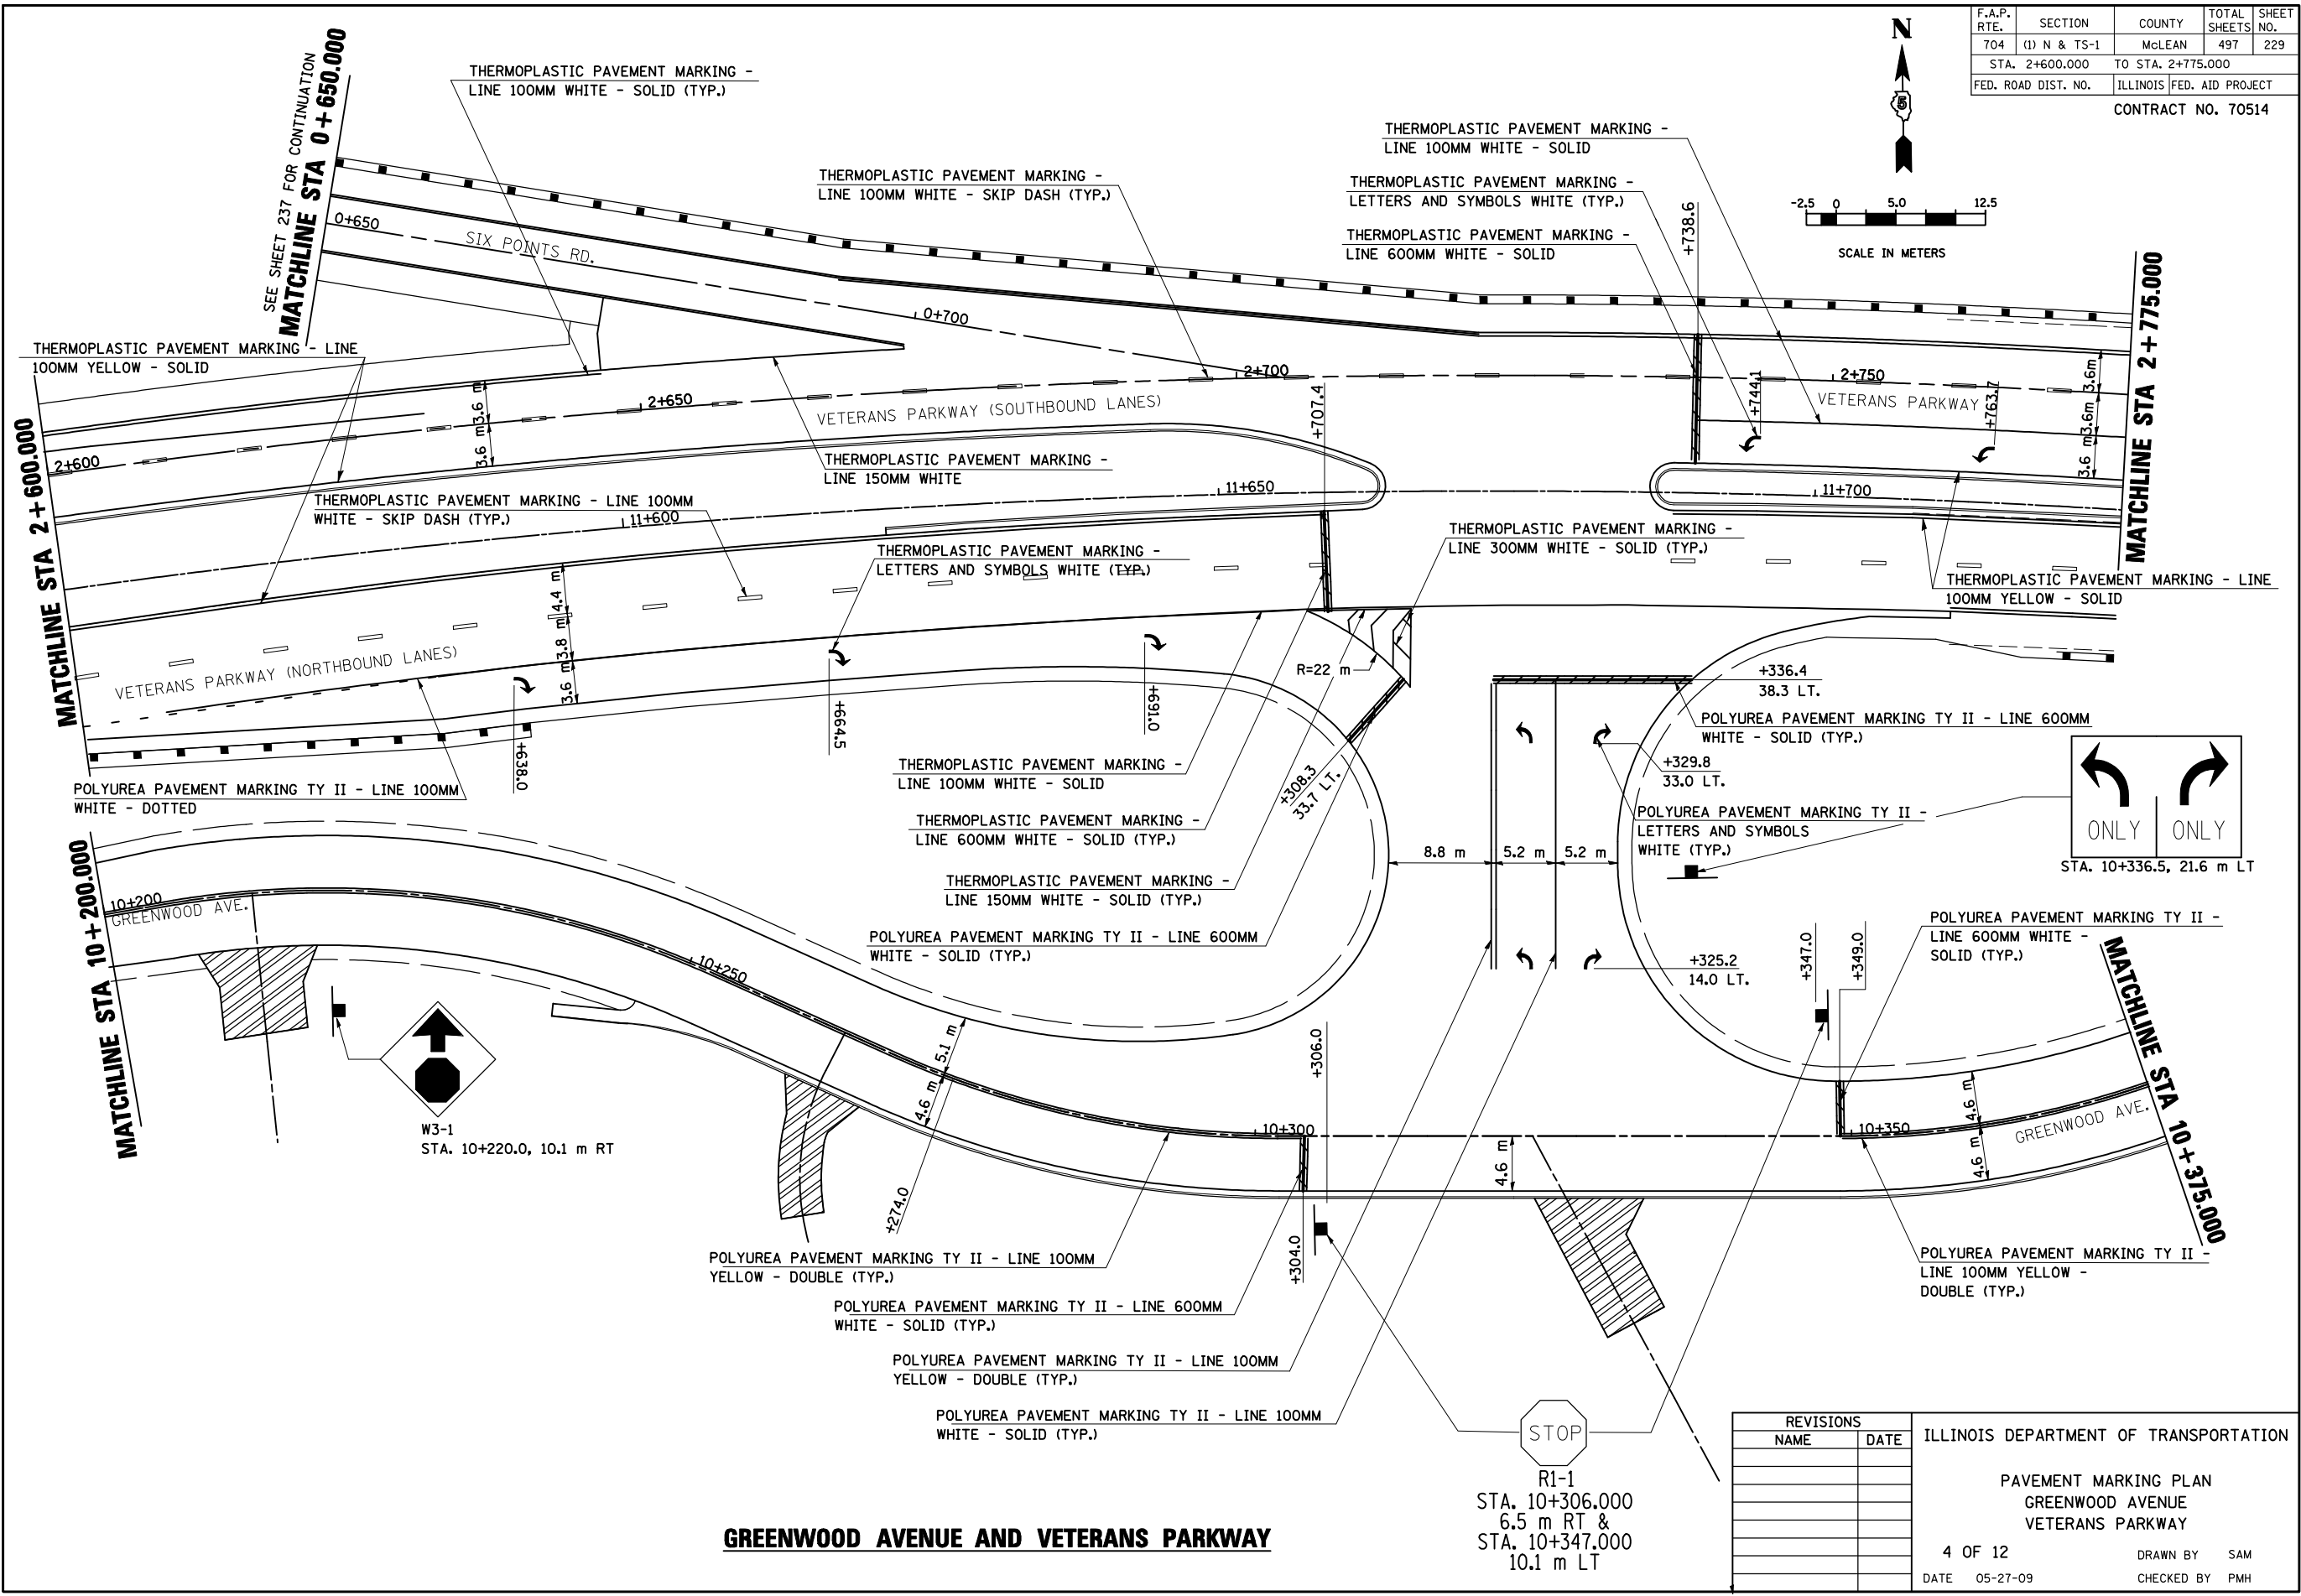 F.A.P. RTE. SECTION COUNTY TOTAL SHEETS SHEET NO.
704 (1) N & TS-1 McLEAN 497 229
STA. 2+600.000 TO STA. 2+775.000
FED. ROAD DIST. NO. ILLINOIS FED. AID PROJECT
CONTRACT NO. 70514
N
5
-2.5 0 5.0 12.5
SCALE IN METERS
SEE SHEET 237 FOR CONTINUATION
MATCHLINE STA 0+650.000
THERMOPLASTIC PAVEMENT MARKING -
LINE 100MM WHITE - SOLID (TYP.)
THERMOPLASTIC PAVEMENT MARKING -
LINE 100MM WHITE - SKIP DASH (TYP.)
THERMOPLASTIC PAVEMENT MARKING -
LINE 100MM WHITE - SOLID
THERMOPLASTIC PAVEMENT MARKING -
LETTERS AND SYMBOLS WHITE (TYP.)
THERMOPLASTIC PAVEMENT MARKING -
LINE 600MM WHITE - SOLID
+738.6
0+650
SIX POINTS RD.
0+700
THERMOPLASTIC PAVEMENT MARKING - LINE
100MM YELLOW - SOLID
MATCHLINE STA 2+600.000
2+600
3.6 m
3.6 m
2+650
2+700
2+750
VETERANS PARKWAY (SOUTHBOUND LANES)
VETERANS PARKWAY
+707.4
+744.1
+763.7
3.6m
3.6m
3.6 m
MATCHLINE STA 2+775.000
THERMOPLASTIC PAVEMENT MARKING -
LINE 150MM WHITE
THERMOPLASTIC PAVEMENT MARKING - LINE 100MM
WHITE - SKIP DASH (TYP.)
11+600
11+650
11+700
THERMOPLASTIC PAVEMENT MARKING -
LETTERS AND SYMBOLS WHITE (TYP.)
THERMOPLASTIC PAVEMENT MARKING -
LINE 300MM WHITE - SOLID (TYP.)
THERMOPLASTIC PAVEMENT MARKING - LINE
100MM YELLOW - SOLID
4.4 m
3.8 m
3.6 m
VETERANS PARKWAY (NORTHBOUND LANES)
+638.0
+664.5
+691.0
R=22 m
+336.4
38.3 LT.
POLYUREA PAVEMENT MARKING TY II - LINE 600MM
WHITE - SOLID (TYP.)
+329.8
33.0 LT.
POLYUREA PAVEMENT MARKING TY II -
LETTERS AND SYMBOLS
WHITE (TYP.)
ONLY ONLY
STA. 10+336.5, 21.6 m LT
POLYUREA PAVEMENT MARKING TY II - LINE 100MM
WHITE - DOTTED
THERMOPLASTIC PAVEMENT MARKING -
LINE 100MM WHITE - SOLID
+308.3
33.7 LT.
THERMOPLASTIC PAVEMENT MARKING -
LINE 600MM WHITE - SOLID (TYP.)
THERMOPLASTIC PAVEMENT MARKING -
LINE 150MM WHITE - SOLID (TYP.)
POLYUREA PAVEMENT MARKING TY II - LINE 600MM
WHITE - SOLID (TYP.)
8.8 m 5.2 m 5.2 m
+325.2
14.0 LT.
+347.0
+349.0
POLYUREA PAVEMENT MARKING TY II -
LINE 600MM WHITE -
SOLID (TYP.)
MATCHLINE STA 10+200.000
10+200
GREENWOOD AVE.
10+250
W3-1
STA. 10+220.0, 10.1 m RT
5.1 m
4.6 m
+274.0
10+300
+306.0
+304.0
4.6 m
10+350
4.6 m
4.6 m
GREENWOOD AVE.
MATCHLINE STA 10+375.000
POLYUREA PAVEMENT MARKING TY II - LINE 100MM
YELLOW - DOUBLE (TYP.)
POLYUREA PAVEMENT MARKING TY II - LINE 600MM
WHITE - SOLID (TYP.)
POLYUREA PAVEMENT MARKING TY II - LINE 100MM
YELLOW - DOUBLE (TYP.)
POLYUREA PAVEMENT MARKING TY II - LINE 100MM
WHITE - SOLID (TYP.)
POLYUREA PAVEMENT MARKING TY II -
LINE 100MM YELLOW -
DOUBLE (TYP.)
STOP
R1-1
STA. 10+306.000
6.5 m RT &
STA. 10+347.000
10.1 m LT
GREENWOOD AVENUE AND VETERANS PARKWAY
REVISIONS
NAME DATE
ILLINOIS DEPARTMENT OF TRANSPORTATION
PAVEMENT MARKING PLAN
GREENWOOD AVENUE
VETERANS PARKWAY
4 OF 12
DRAWN BY SAM
DATE 05-27-09
CHECKED BY PMH